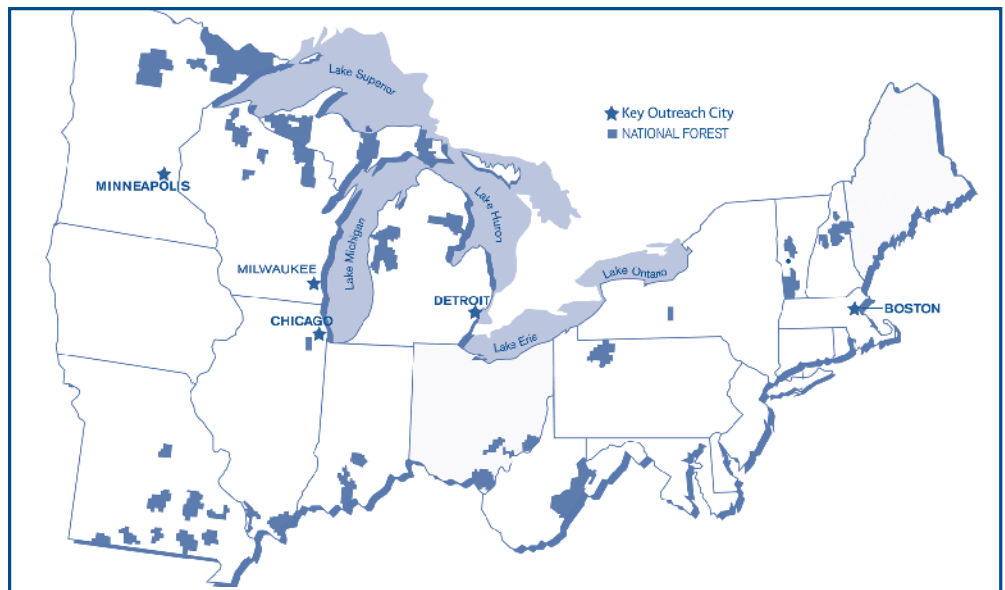 Lake Superior
Key Outreach City
NATIONAL FOREST
MINNEAPOLIS
Lake Huron
Lake Michigan
MILWAUKEE
Lake Ontario
DETROIT
BOSTON
CHICAGO
Lake Erie